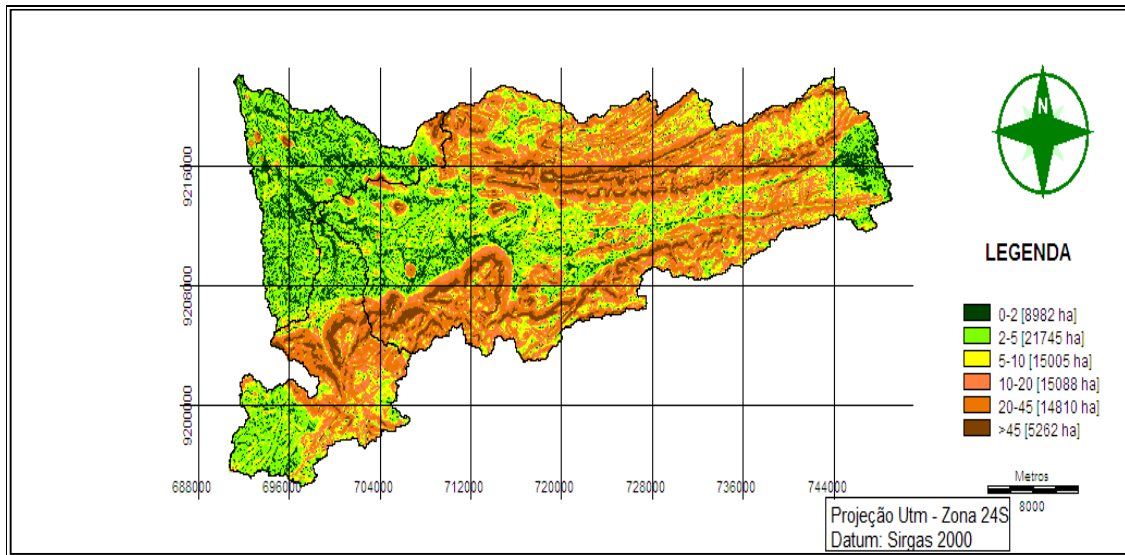 N
9216000
9208000
9200000
688000 696000 704000 712000 720000 728000 736000 744000
LEGENDA
0-2 [8982 ha]
2-5 [21745 ha]
5-10 [15005 ha]
10-20 [15088 ha]
20-45 [14810 ha]
>45 [5262 ha]
Metros
8000
Projeção Utm - Zona 24S
Datum: Sirgas 2000